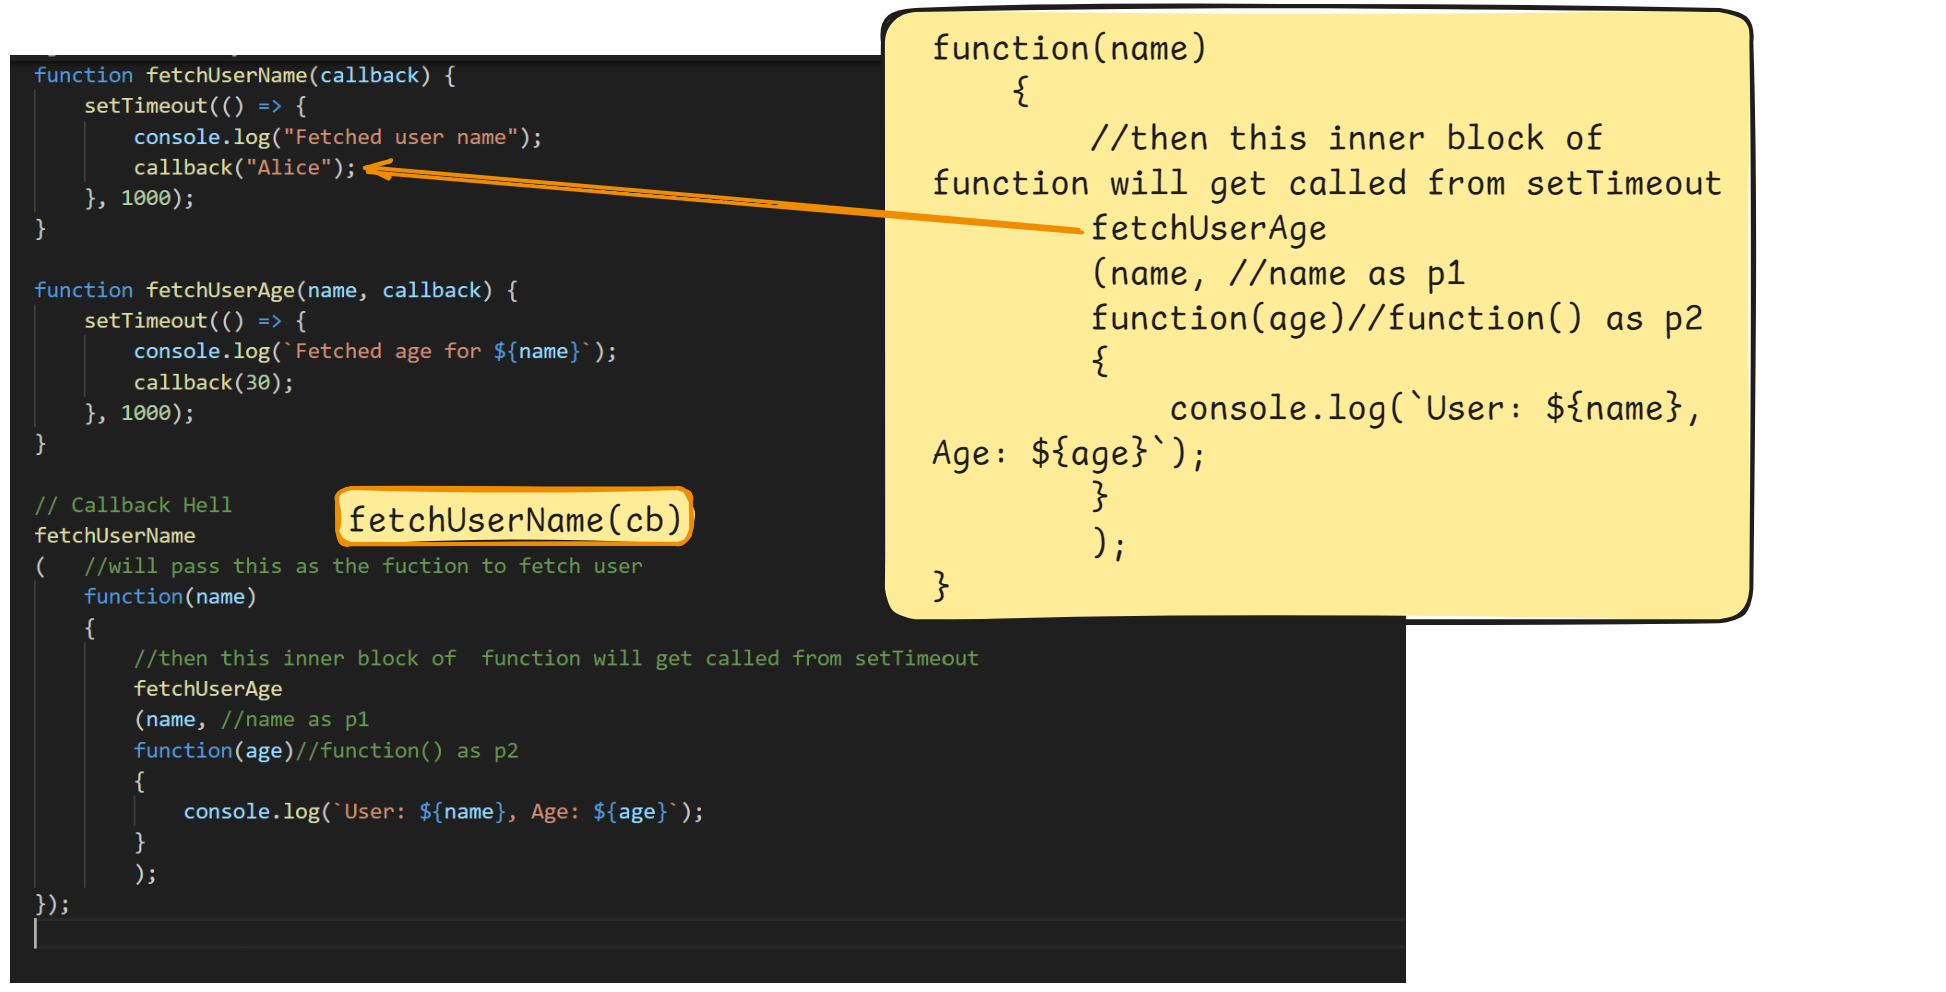 function fetchUserName(callback) {
    setTimeout(() => {
        console.log("Fetched user name");
        callback("Alice");
    }, 1000);
}

function fetchUserAge(name, callback) {
    setTimeout(() => {
        console.log(`Fetched age for ${name}`);
        callback(30);
    }, 1000);
}

// Callback Hell
fetchUserName
(   //will pass this as the fuction to fetch user
    function(name)
    {
        //then this inner block of  function will get called from setTimeout
        fetchUserAge
        (name, //name as p1
        function(age)//function() as p2
        {
            console.log(`User: ${name}, Age: ${age}`);
        }
        );
});
fetchUserName(cb)
function(name)
    {
        //then this inner block of
function will get called from setTimeout
        fetchUserAge
        (name, //name as p1
        function(age)//function() as p2
        {
            console.log(`User: ${name},
Age: ${age}`);
        }
        );
}